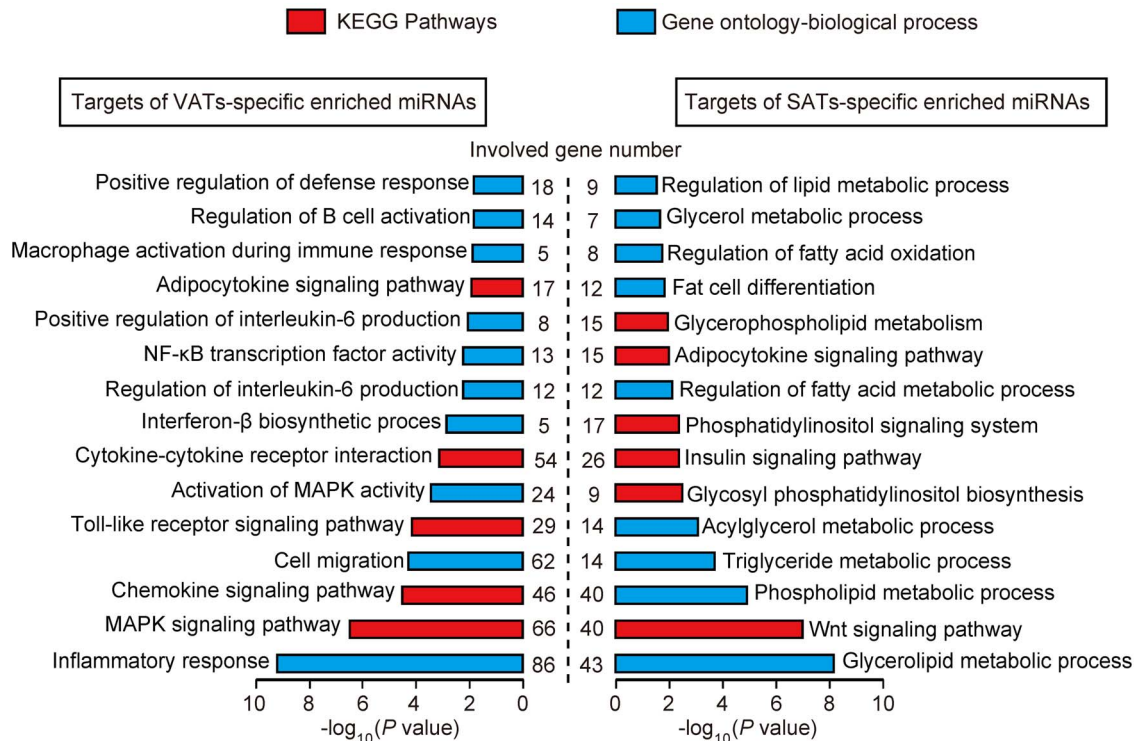 KEGG Pathways Gene ontology-biological process
Targets of VATs-specific enriched miRNAs Targets of SATs-specific enriched miRNAs
Involved gene number
Positive regulation of defense response 18 9 Regulation of lipid metabolic process
Regulation of B cell activation 14 7 Glycerol metabolic process
Macrophage activation during immune response 5 8 Regulation of fatty acid oxidation
Adipocytokine signaling pathway 17 12 Fat cell differentiation
Positive regulation of interleukin-6 production 8 15 Glycerophospholipid metabolism
NF-κB transcription factor activity 13 15 Adipocytokine signaling pathway
Regulation of interleukin-6 production 12 12 Regulation of fatty acid metabolic process
Interferon-β biosynthetic proces 5 17 Phosphatidylinositol signaling system
Cytokine-cytokine receptor interaction 54 26 Insulin signaling pathway
Activation of MAPK activity 24 9 Glycosyl phosphatidylinositol biosynthesis
Toll-like receptor signaling pathway 29 14 Acylglycerol metabolic process
Cell migration 62 14 Triglyceride metabolic process
Chemokine signaling pathway 46 40 Phospholipid metabolic process
MAPK signaling pathway 66 40 Wnt signaling pathway
Inflammatory response 86 43 Glycerolipid metabolic process
10 8 6 4 2 0 0 2 4 6 8 10
-log10(P value) -log10(P value)